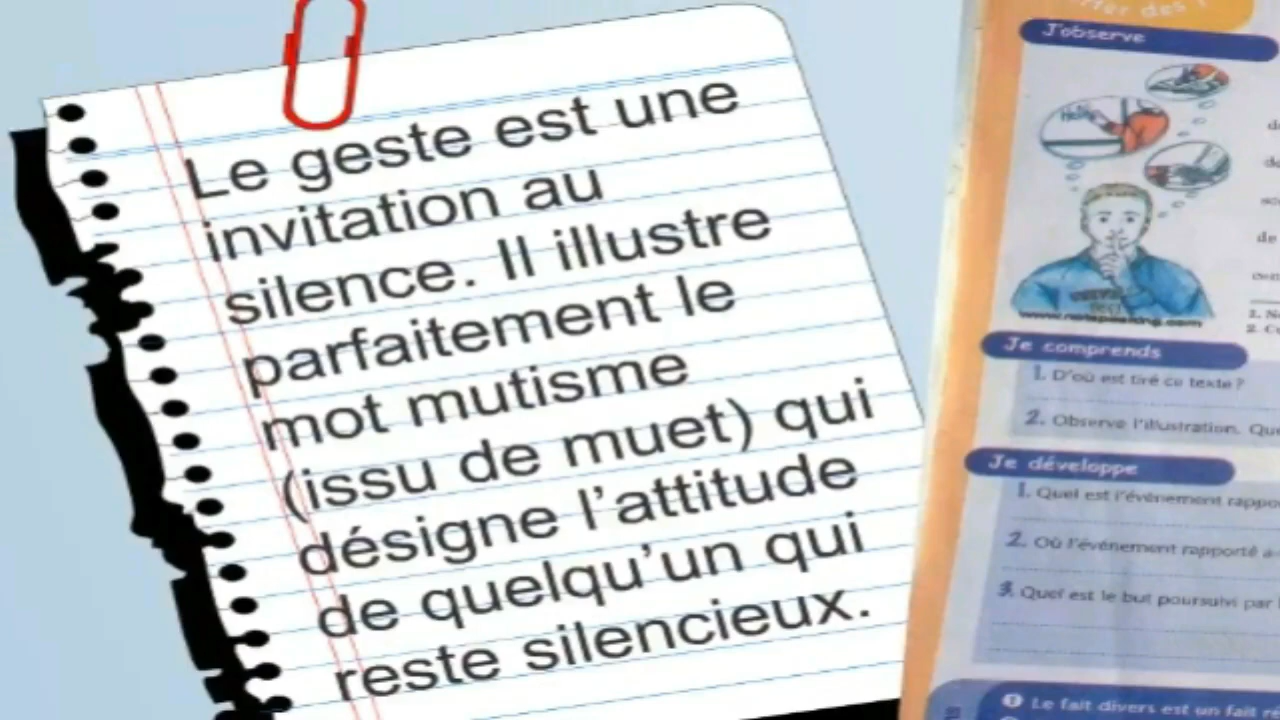 Le geste est une
invitation au
silence. Il illustre
parfaitement le
mot mutisme
(issu de muet) qui
désigne l'attitude
de quelqu'un qui
reste silencieux.
J'observe
Je comprends
1. D'où est tiré ce texte ?
2. Observe l'illustration. Que
Je développe
1. Quel est l'événement rappo
2. Où l'événement rapporté a-
3. Quel est le but poursuivi par
1 Le fait divers est un fait